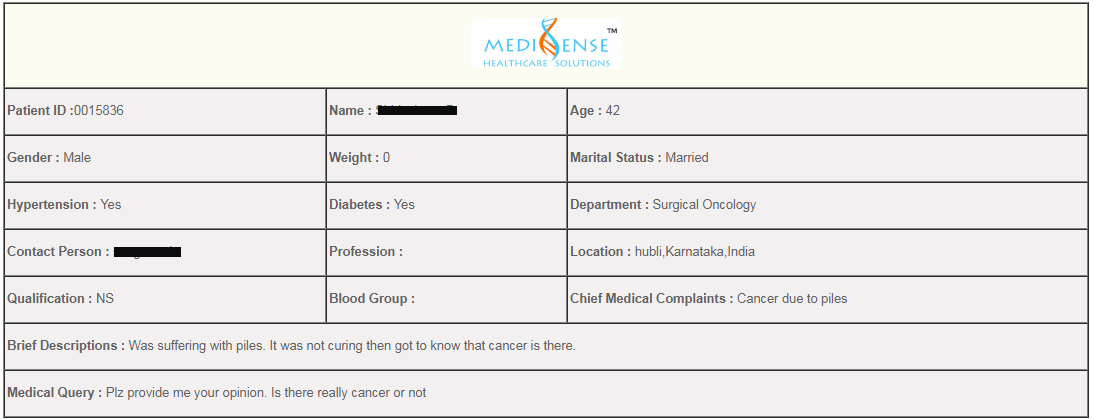 MEDISENSE ™
HEALTHCARE SOLUTIONS
Patient ID :0015836 Name : Age : 42
Gender : Male Weight : 0 Marital Status : Married
Hypertension : Yes Diabetes : Yes Department : Surgical Oncology
Contact Person : Profession : Location : hubli,Karnataka,India
Qualification : NS Blood Group : Chief Medical Complaints : Cancer due to piles
Brief Descriptions : Was suffering with piles. It was not curing then got to know that cancer is there.
Medical Query : Plz provide me your opinion. Is there really cancer or not